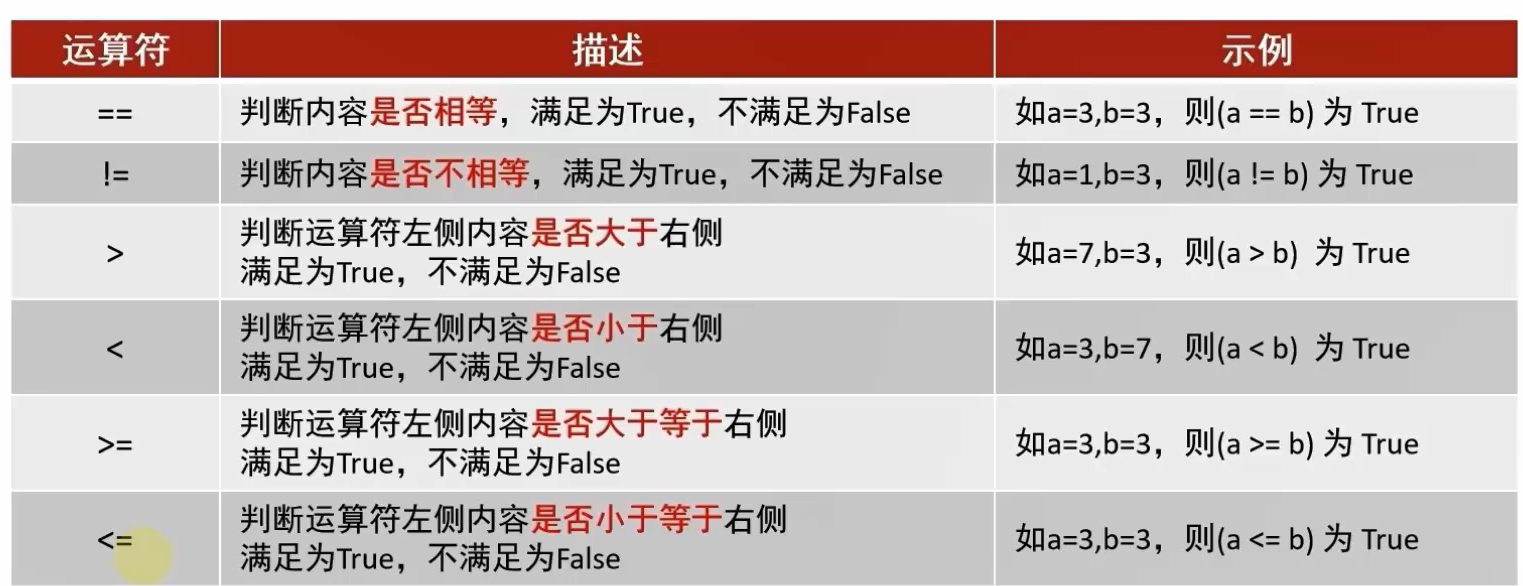 运算符 描述 示例
== 判断内容是否相等，满足为True，不满足为False 如a=3,b=3，则(a == b) 为 True
!= 判断内容是否不相等，满足为True，不满足为False 如a=1,b=3，则(a != b) 为 True
> 判断运算符左侧内容是否大于右侧
满足为True，不满足为False
如a=7,b=3，则(a > b) 为 True
< 判断运算符左侧内容是否小于右侧
满足为True，不满足为False
如a=3,b=7，则(a < b) 为 True
>= 判断运算符左侧内容是否大于等于右侧
满足为True，不满足为False
如a=3,b=3，则(a >= b) 为 True
<= 判断运算符左侧内容是否小于等于右侧
满足为True，不满足为False
如a=3,b=3，则(a <= b) 为 True